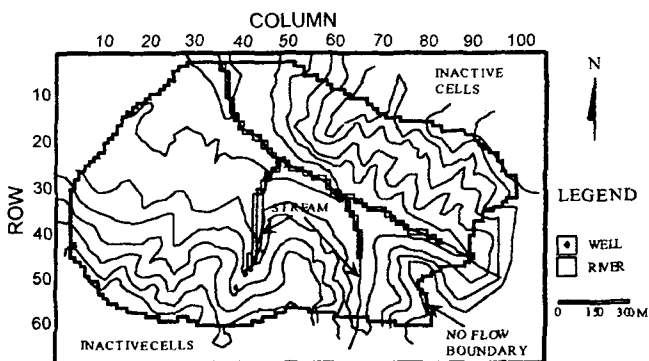 COLUMN
10 20 30 40 50 60 70 80 90 100
ROW
10
20
30
40
50
60
INACTIVE
CELLS
STREAM
INACTIVECELLS
NO FLOW
BOUNDARY
N
LEGEND
WELL
RIVER
0 150 300M